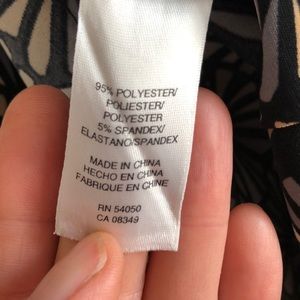 95% POLYESTER/
POLIESTER/
POLYESTER
5% SPANDEX/
ELASTANO/SPANDEX
MADE IN CHINA
HECHO EN CHINA
FABRIQUE EN CHINE
RN 54050
CA 08349